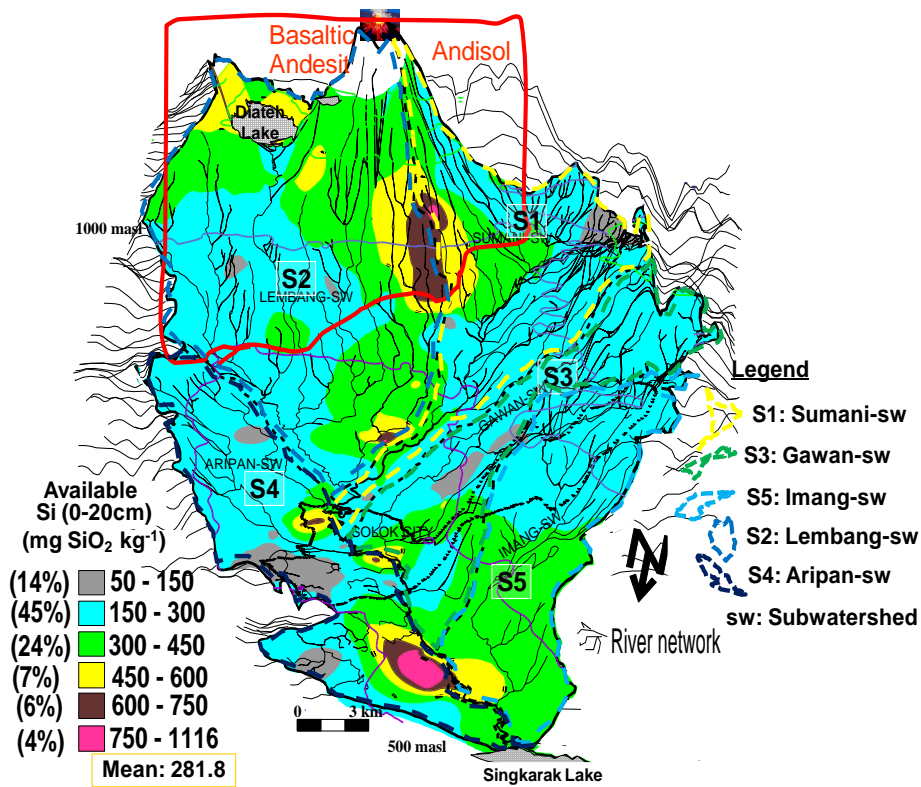 Basaltic
Andesit
Andisol
Diateh
Lake
1000 masl
S1
SUMANI-SW
S2
LEMBANG-SW
S3
GAWAN-SW
Legend
S1: Sumani-sw
S3: Gawan-sw
S5: Imang-sw
S2: Lembang-sw
S4: Aripan-sw
sw: Subwatershed
River network
N
ARIPAN-SW
S4
SOLOK CITY
IMANG-SW
S5
Available
Si (0-20cm)
(mg SiO₂ kg⁻¹)
(14%) 50 - 150
(45%) 150 - 300
(24%) 300 - 450
(7%) 450 - 600
(6%) 600 - 750
(4%) 750 - 1116
Mean: 281.8
0 3 km
500 masl
Singkarak Lake